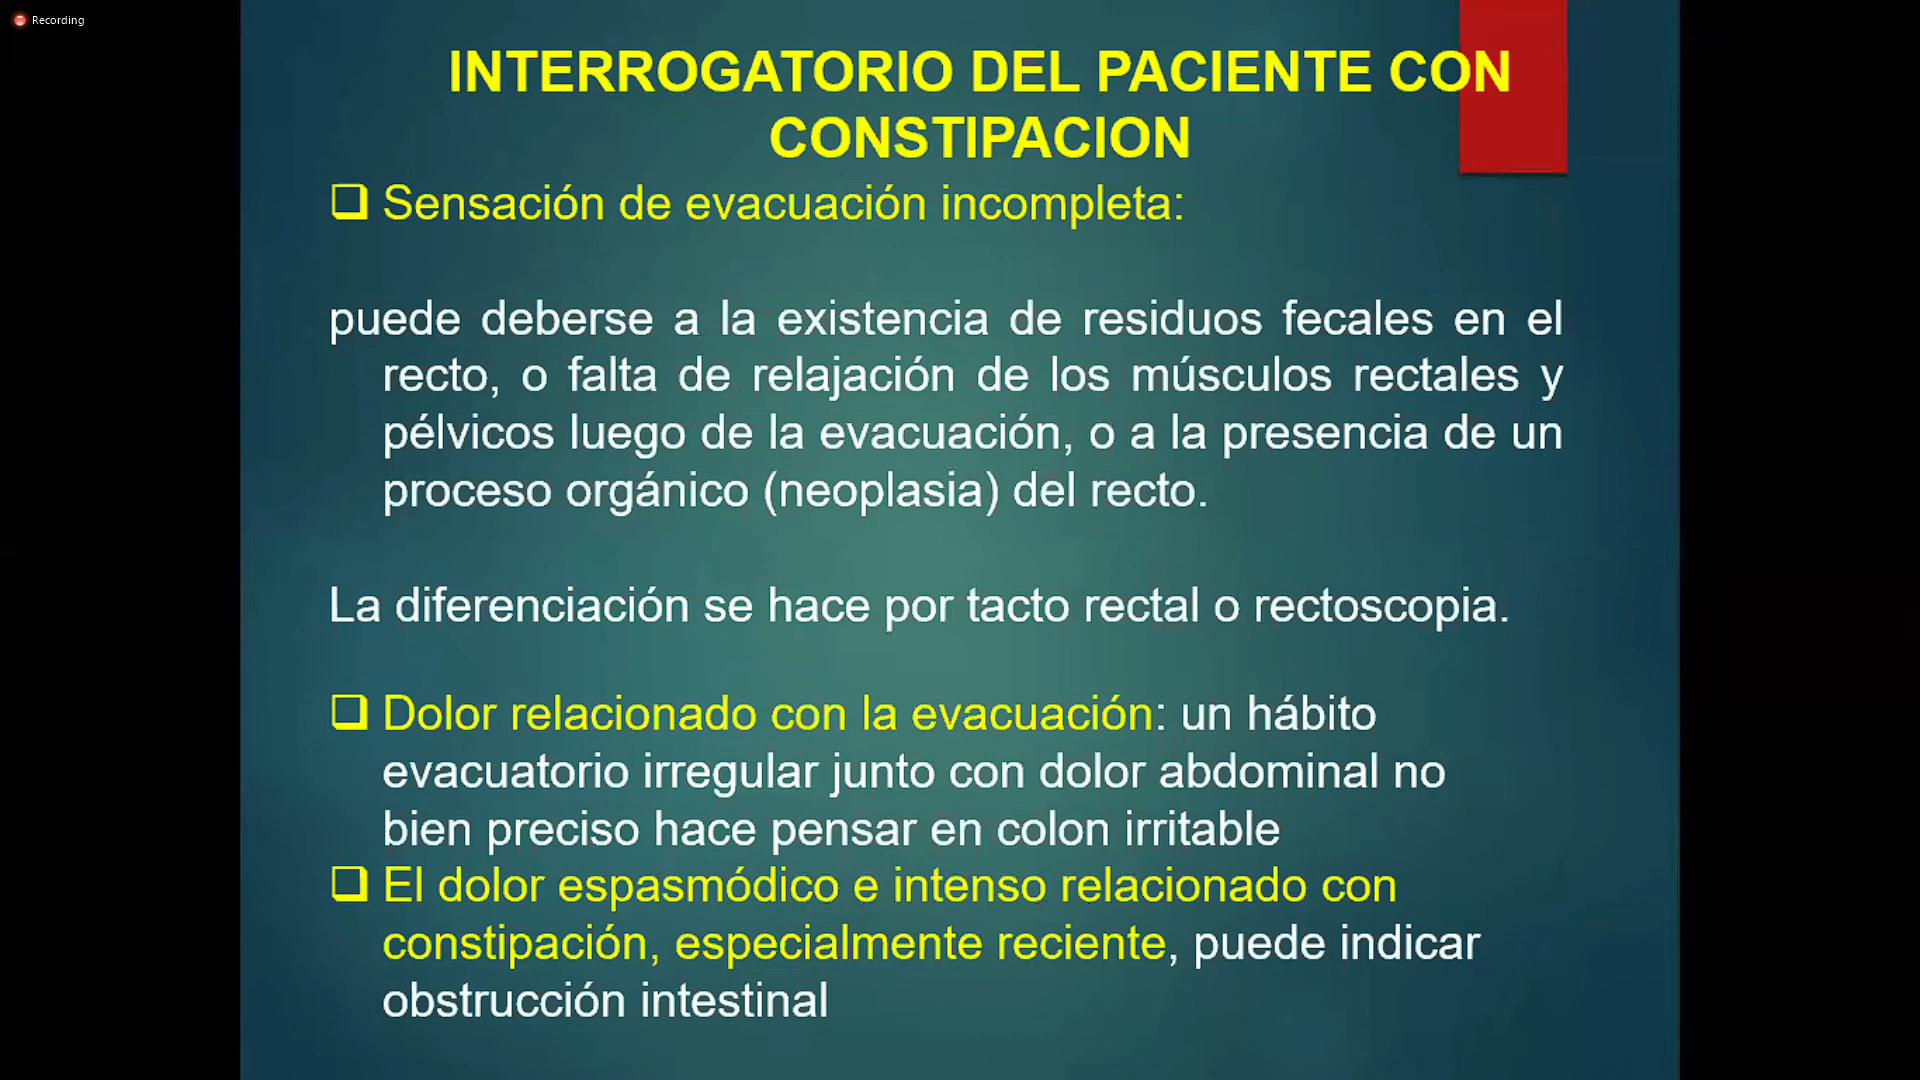 Recording
INTERROGATORIO DEL PACIENTE CON
CONSTIPACION
❑ Sensación de evacuación incompleta:
puede deberse a la existencia de residuos fecales en el
recto, o falta de relajación de los músculos rectales y
pélvicos luego de la evacuación, o a la presencia de un
proceso orgánico (neoplasia) del recto.
La diferenciación se hace por tacto rectal o rectoscopia.
❑ Dolor relacionado con la evacuación: un hábito
evacuatorio irregular junto con dolor abdominal no
bien preciso hace pensar en colon irritable
❑ El dolor espasmódico e intenso relacionado con
constipación, especialmente reciente, puede indicar
obstrucción intestinal